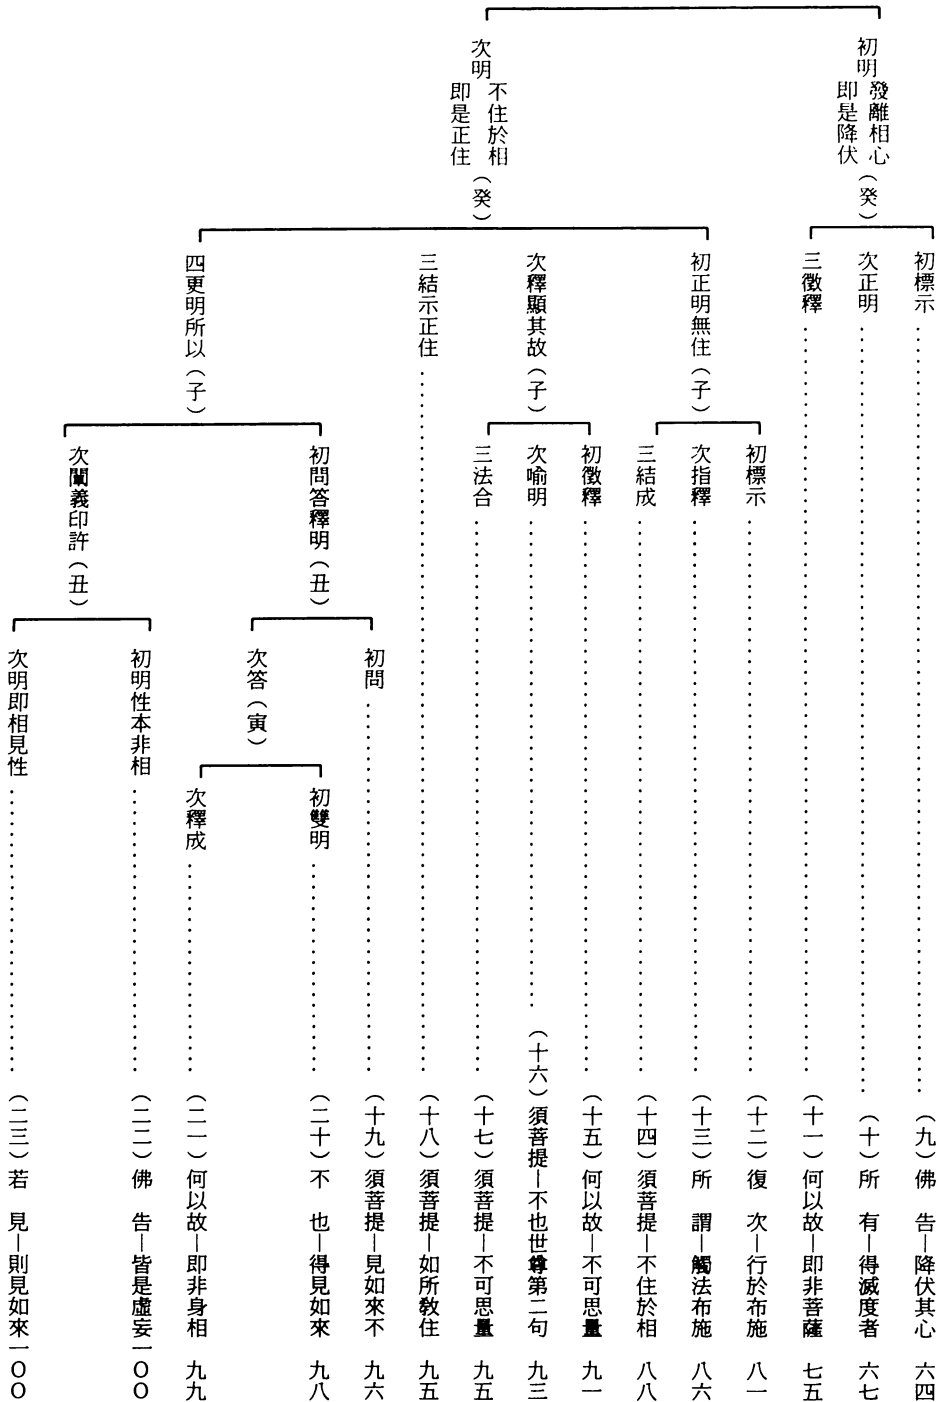 初明發離相心即是降伏（癸）
初標示……（九）佛　告—降伏其心　六四
次正明……（十）所　有—得滅度者　六七
三徵釋……（十一）何以故—即非菩薩　七五
次明不住於相即是正住（癸）
初正明無住（子）
初標示……（十二）復　次—行於布施　八一
次指釋……（十三）所　謂—觸法布施　八六
三結成……（十四）須菩提—不住於相　八八
次釋顯其故（子）
初徵釋……（十五）何以故—不可思量　九一
次喻明……（十六）須菩提—不也世尊第二句　九三
三法合……（十七）須菩提—不可思量　九五
三結示正住……（十八）須菩提—如所教住　九五
四更明所以（子）
初問答釋明（丑）
初問……（十九）須菩提—見如來不　九六
次答（寅）
初雙明……（二十）不　也—得見如來　九八
次釋成……（二一）何以故—即非身相　九九
次闡義印許（丑）
初明性本非相……（二二）佛　告—皆是虛妄一００
次明即相見性……（二三）若　見—則見如來一００